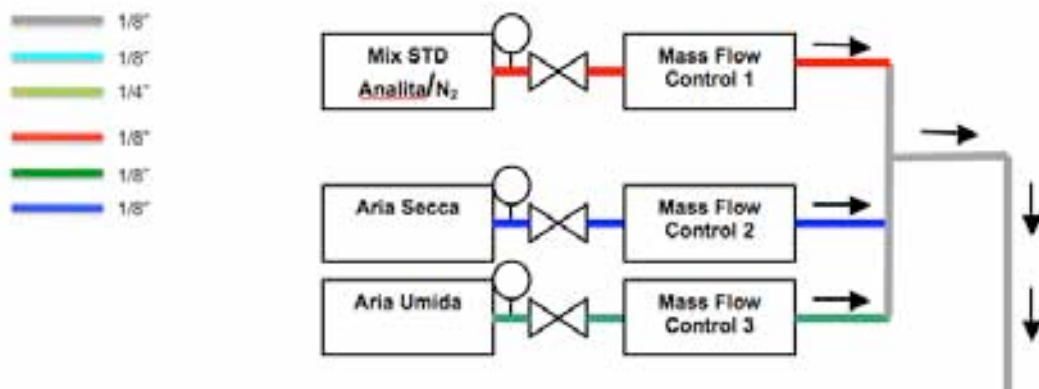 1/8"
1/8"
1/4"
1/8"
1/8"
1/8"
Mix STD
Analita/N₂
Mass Flow
Control 1
Aria Secca
Mass Flow
Control 2
Aria Umida
Mass Flow
Control 3